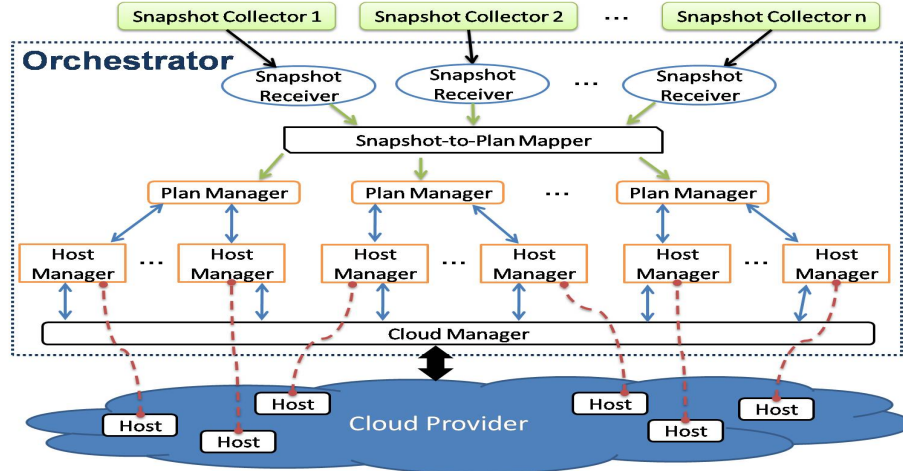 Snapshot Collector 1
Snapshot Collector 2
...
Snapshot Collector n
Orchestrator
Snapshot
Receiver
Snapshot
Receiver
...
Snapshot
Receiver
Snapshot-to-Plan Mapper
Plan Manager
Plan Manager
...
Plan Manager
Host
Manager
...
Host
Manager
Host
Manager
...
Host
Manager
Host
Manager
...
Host
Manager
Cloud Manager
Host
Host
Host
Cloud Provider
Host
Host
Host